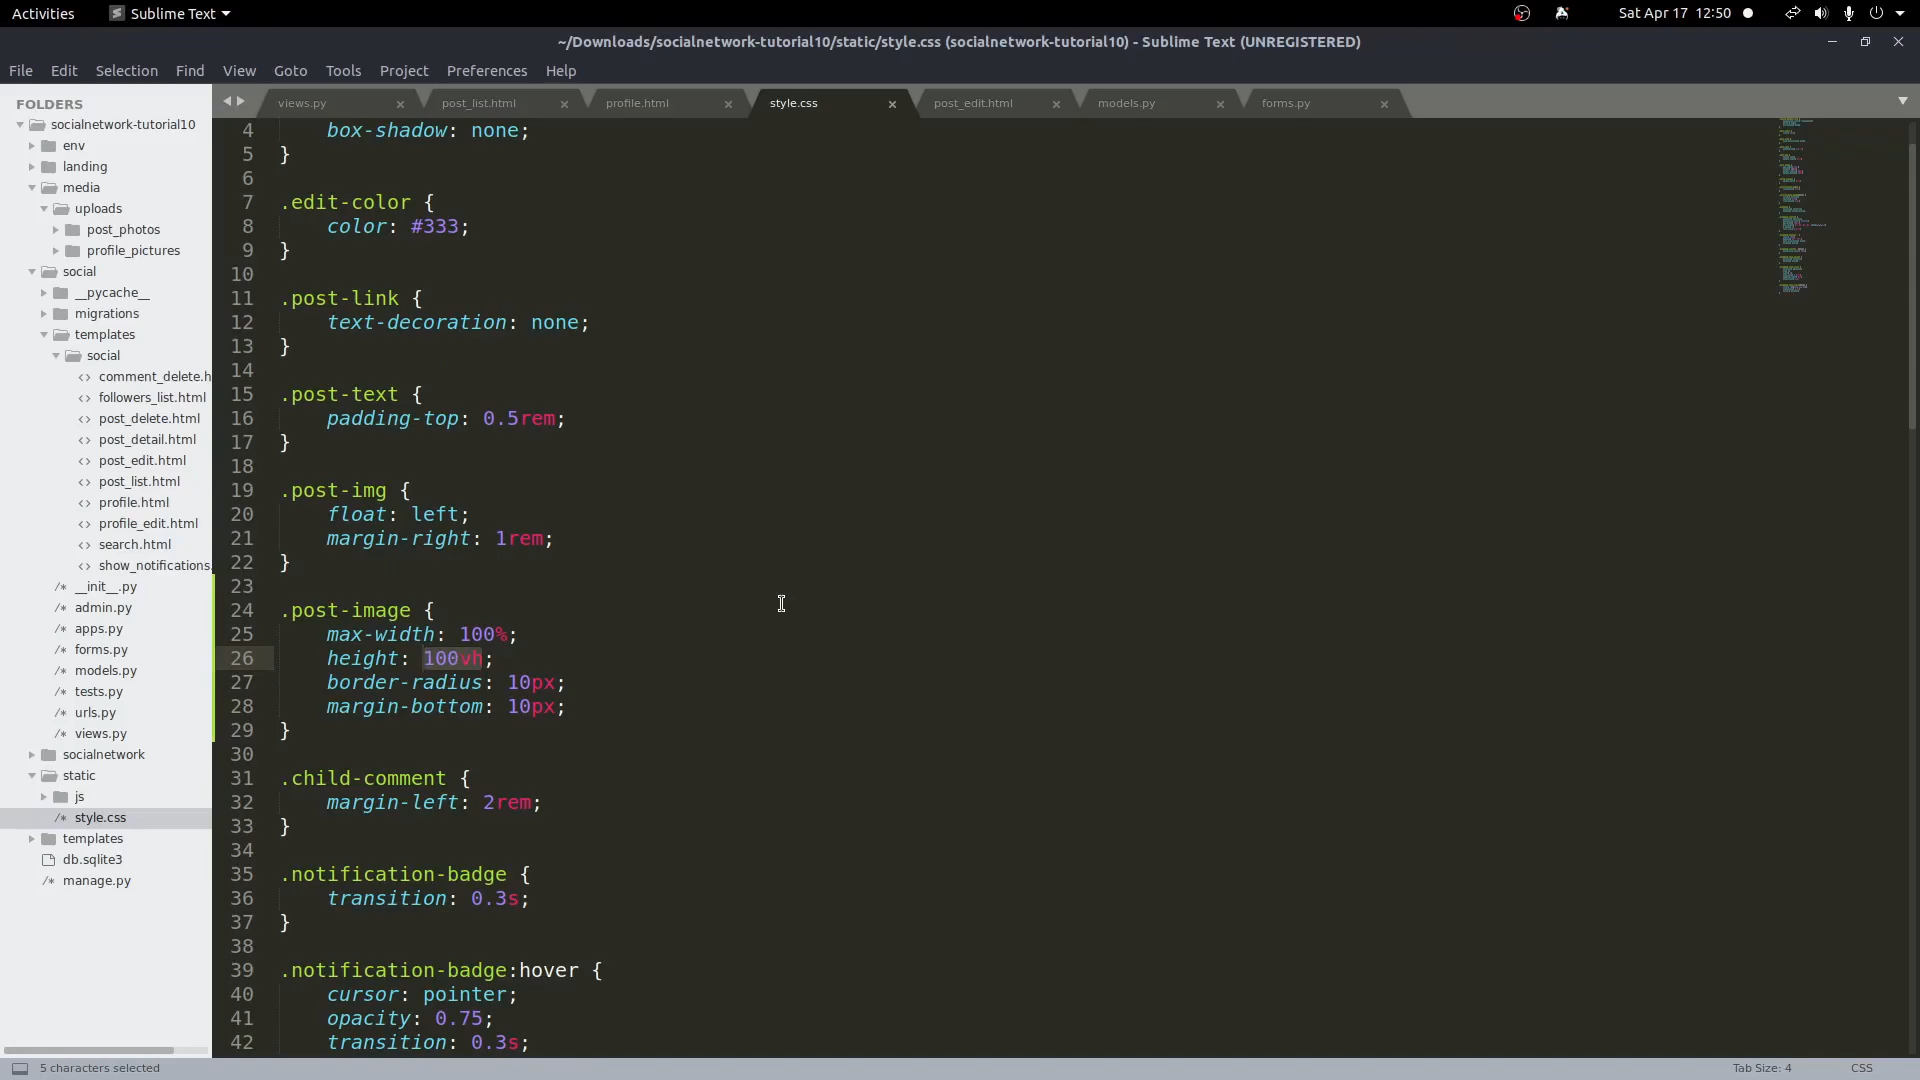 Activities
Sublime Text
Sat Apr 17 12:50
~/Downloads/socialnetwork-tutorial10/static/style.css (socialnetwork-tutorial10) - Sublime Text (UNREGISTERED)
File Edit Selection Find View Goto Tools Project Preferences Help
FOLDERS
socialnetwork-tutorial10
env
landing
media
uploads
post_photos
profile_pictures
social
__pycache__
migrations
templates
social
<> comment_delete.h
<> followers_list.html
<> post_delete.html
<> post_detail.html
<> post_edit.html
<> post_list.html
<> profile.html
<> profile_edit.html
<> search.html
<> show_notifications.
/* __init__.py
/* admin.py
/* apps.py
/* forms.py
/* models.py
/* tests.py
/* urls.py
/* views.py
socialnetwork
static
js
/* style.css
templates
db.sqlite3
/* manage.py
views.py × post_list.html × profile.html × style.css × post_edit.html × models.py × forms.py ×
4 box-shadow: none;
5 }
6
7 .edit-color {
8 color: #333;
9 }
10
11 .post-link {
12 text-decoration: none;
13 }
14
15 .post-text {
16 padding-top: 0.5rem;
17 }
18
19 .post-img {
20 float: left;
21 margin-right: 1rem;
22 }
23
24 .post-image {
25 max-width: 100%;
26 height: 100vh;
27 border-radius: 10px;
28 margin-bottom: 10px;
29 }
30
31 .child-comment {
32 margin-left: 2rem;
33 }
34
35 .notification-badge {
36 transition: 0.3s;
37 }
38
39 .notification-badge:hover {
40 cursor: pointer;
41 opacity: 0.75;
42 transition: 0.3s;
5 characters selected
Tab Size: 4
CSS